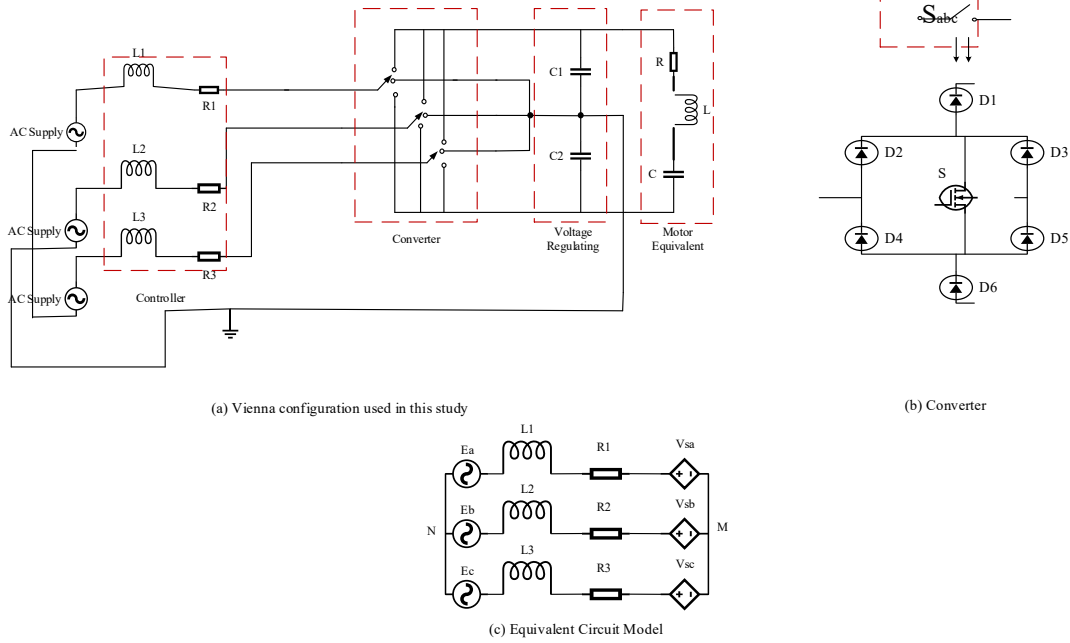 L1
R1
AC Supply
L2
R2
AC Supply
L3
R3
AC Supply
Controller
Converter
C1
C2
Voltage
Regulating
R
L
C
Motor
Equivalent
(a) Vienna configuration used in this study
Sabc
D1
D2
D3
S
D4
D5
D6
(b) Converter
Ea
L1
R1
Vsa
N
Eb
L2
R2
Vsb
M
Ec
L3
R3
Vsc
(c) Equivalent Circuit Model